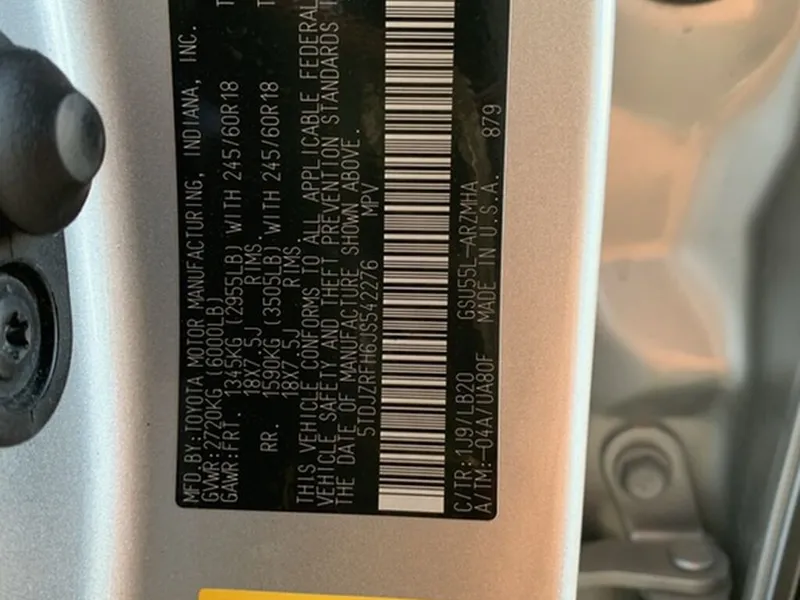 MFD.BY:TOYOTA MOTOR MANUFACTURING, INDIANA, INC.
GVWR:2720KG (6000LB)
GAWR:FRT. 1345KG (2955LB) WITH 245/60R18
18X7.5J RIMS.
RR. 1590KG (3505LB) WITH 245/60R18
18X7.5J RIMS.
THIS VEHICLE CONFORMS TO ALL APPLICABLE FEDERAL
VEHICLE SAFETY AND THEFT PREVENTION STANDARDS
THE DATE OF MANUFACTURE SHOWN ABOVE.
5TDJZRFH6JS542276 MPV
C/TR:1J9/LB20 GSU55L-ARZMHA
A/TM:-04A/UA80F MADE IN U.S.A. 879